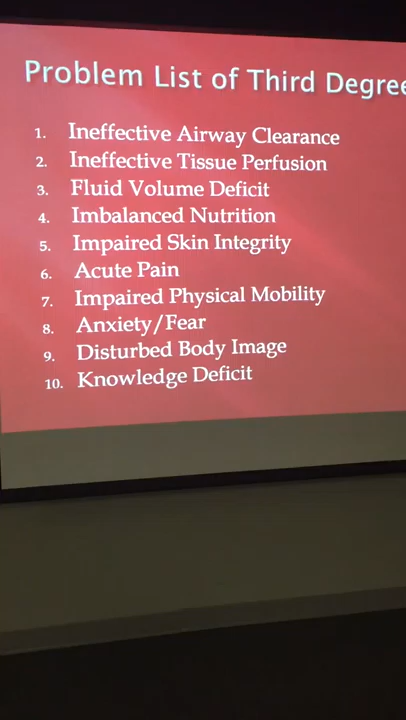 Problem List of Third Degree
1. Ineffective Airway Clearance
2. Ineffective Tissue Perfusion
3. Fluid Volume Deficit
4. Imbalanced Nutrition
5. Impaired Skin Integrity
6. Acute Pain
7. Impaired Physical Mobility
8. Anxiety/Fear
9. Disturbed Body Image
10. Knowledge Deficit